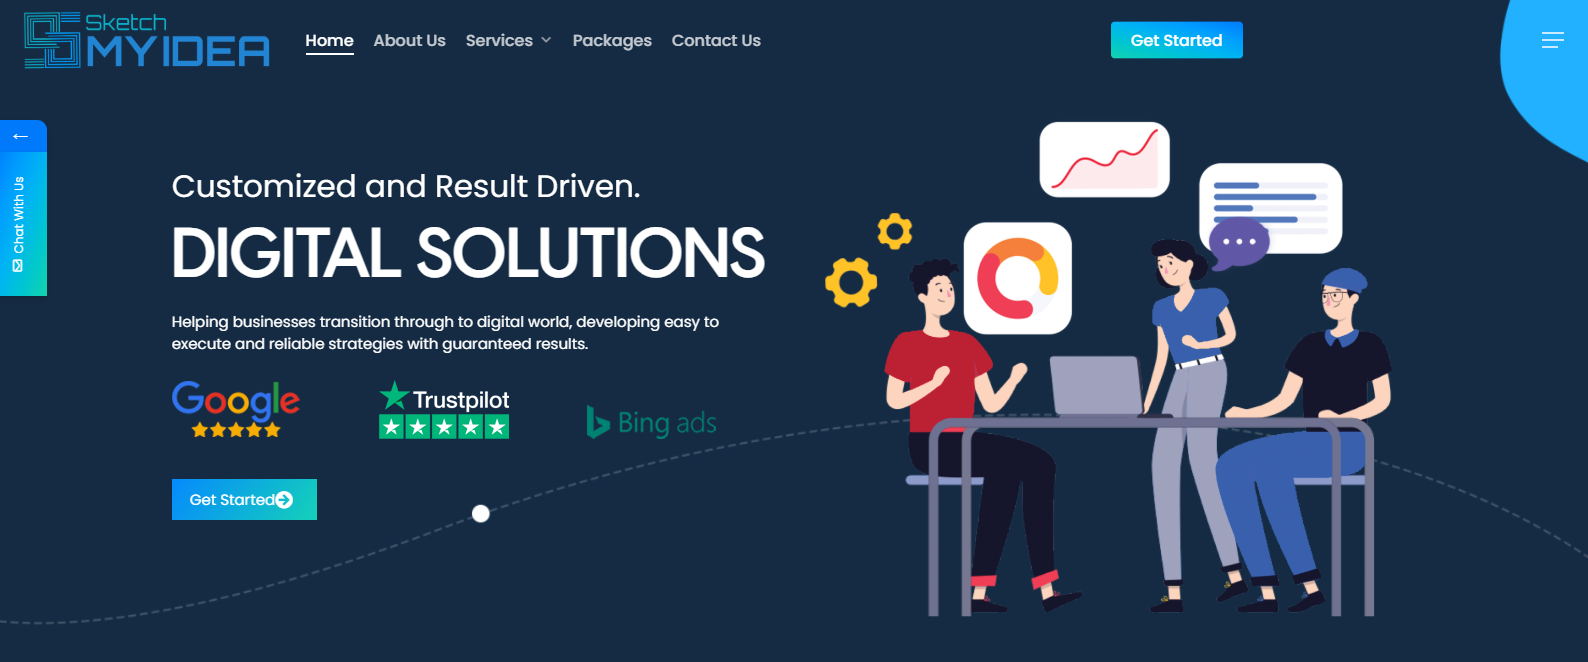 Sketch
MYIDEA
Home About Us Services Packages Contact Us
Get Started
Chat With Us
Customized and Result Driven.
DIGITAL SOLUTIONS
Helping businesses transition through to digital world, developing easy to
execute and reliable strategies with guaranteed results.
Google
Trustpilot
Bing ads
Get Started